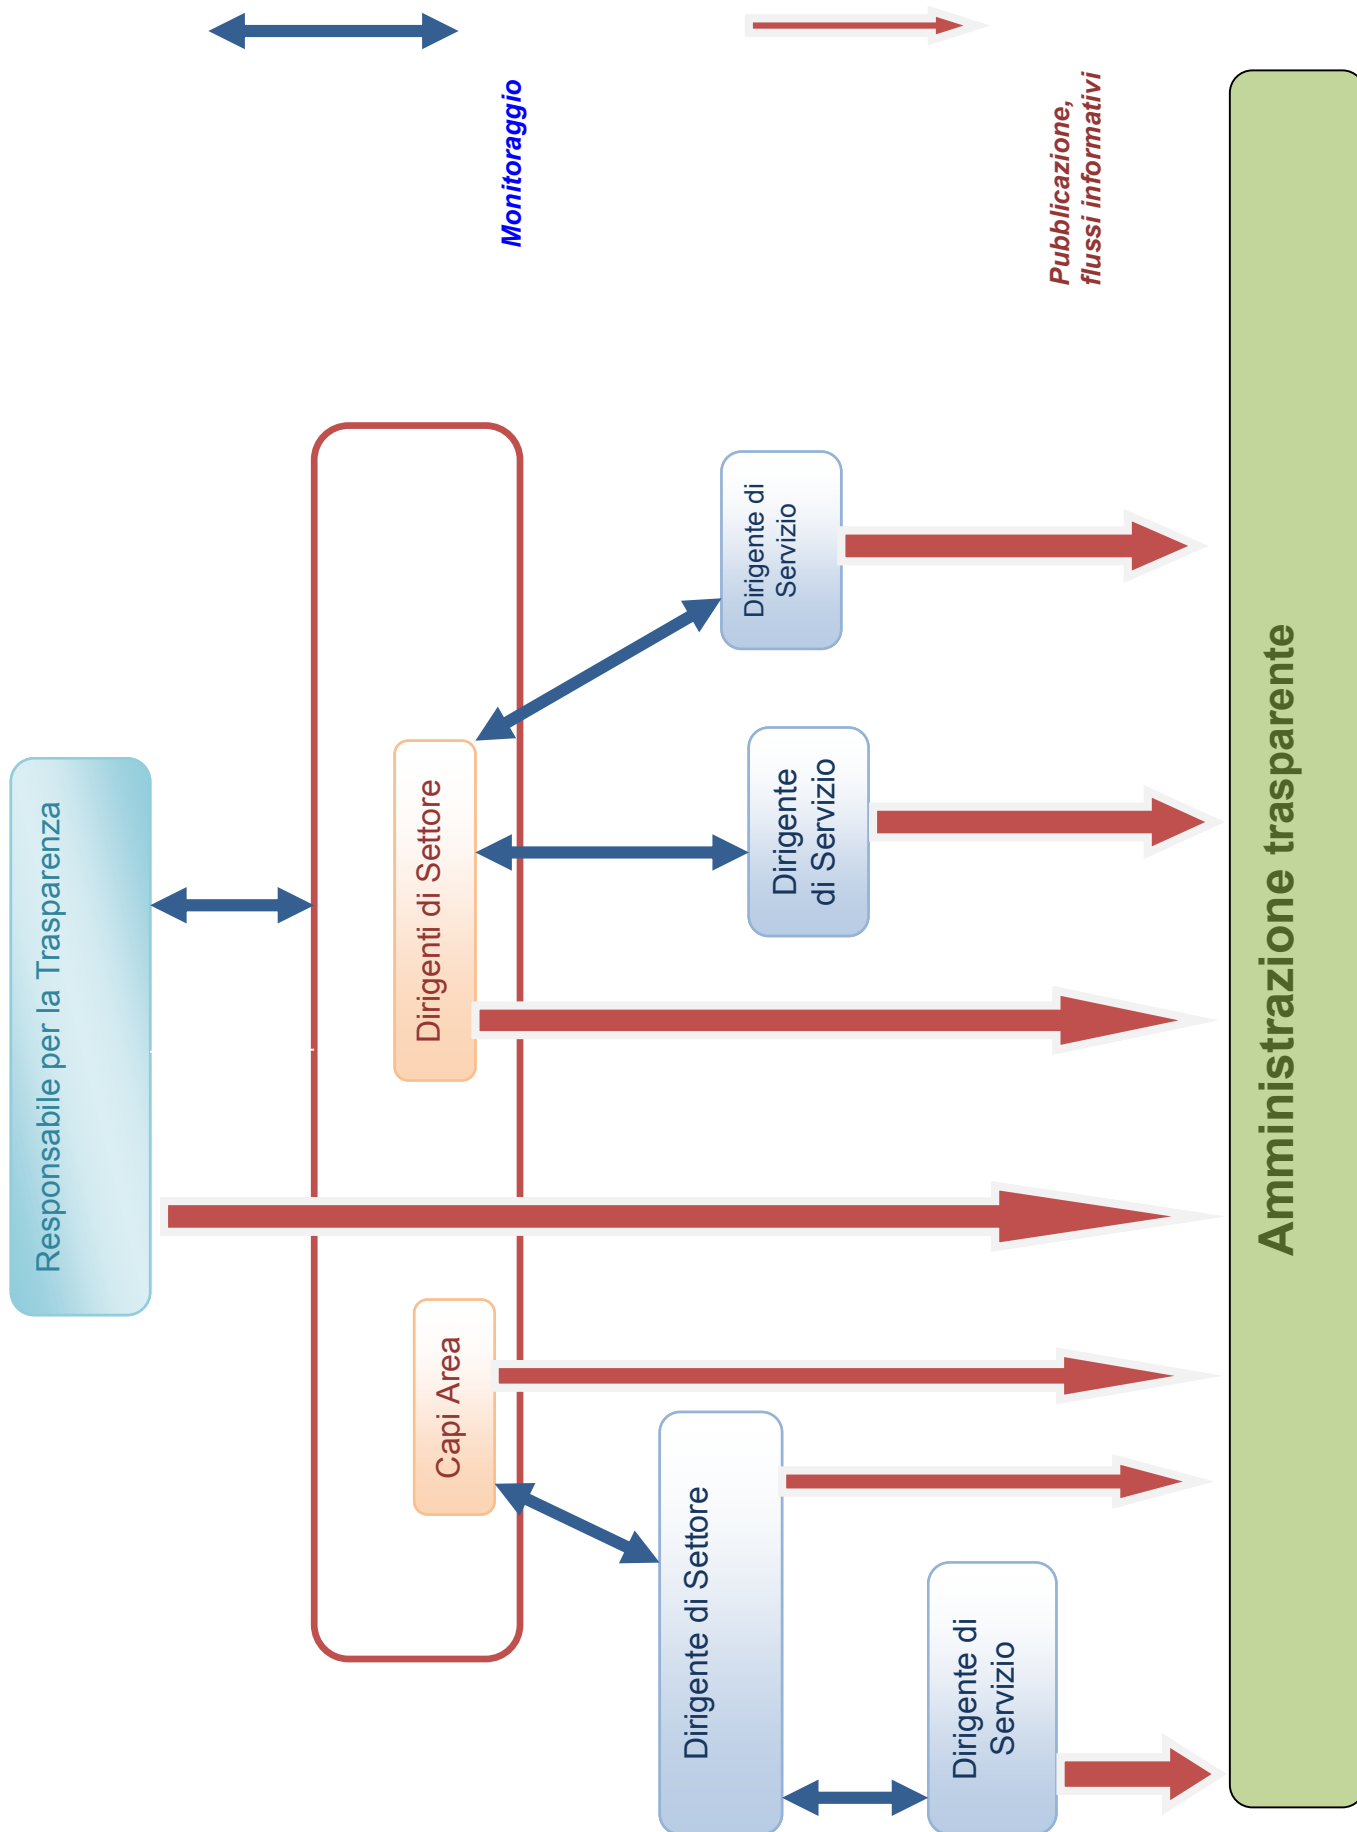 Responsabile per la Trasparenza
Monitoraggio
Capi Area
Dirigenti di Settore
Dirigente di Settore
Dirigente
di Servizio
Dirigente di
Servizio
Dirigente di
Servizio
Pubblicazione,
flussi informativi
Amministrazione trasparente